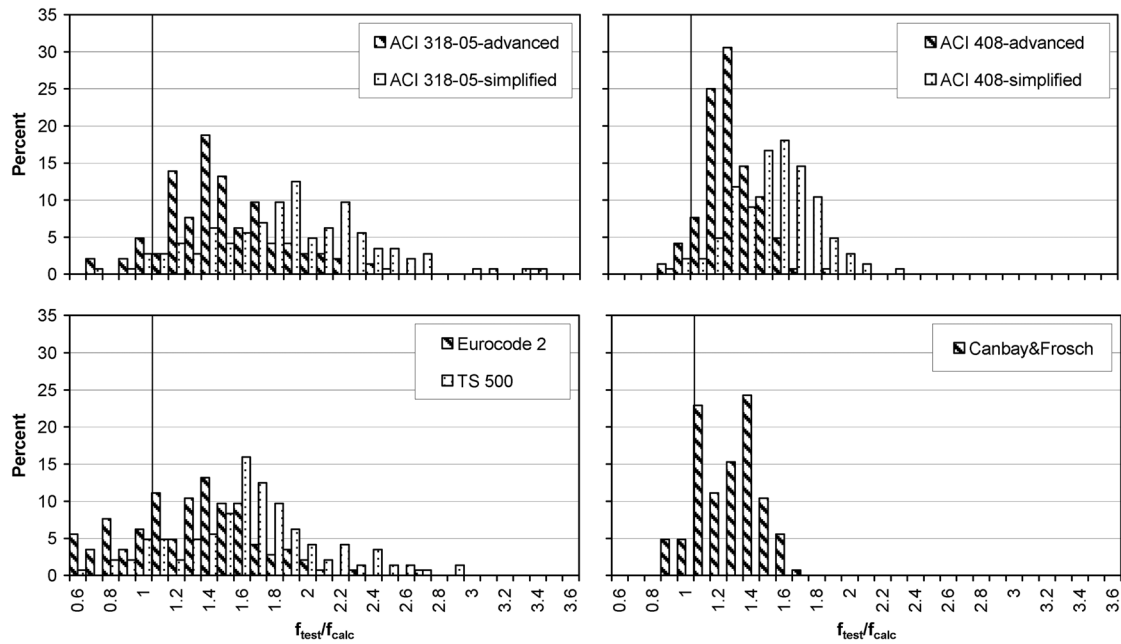 35
30
25
20
15
10
5
0
Percent
ACI 318-05-advanced
ACI 318-05-simplified
ACI 408-advanced
ACI 408-simplified
35
30
25
20
15
10
5
0
Percent
Eurocode 2
TS 500
Canbay&Frosch
0.6 0.8 1 1.2 1.4 1.6 1.8 2 2.2 2.4 2.6 2.8 3 3.2 3.4 3.6
0.6 0.8 1 1.2 1.4 1.6 1.8 2 2.2 2.4 2.6 2.8 3 3.2 3.4 3.6
ftest/fcalc
ftest/fcalc